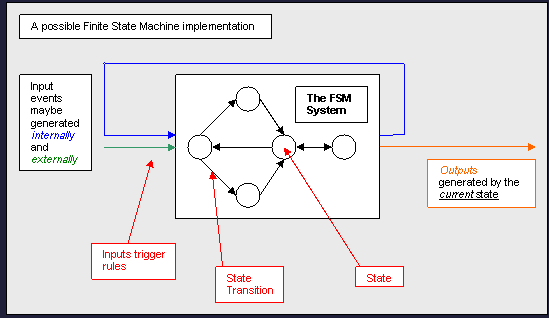 A possible Finite State Machine implementation
Input
events
maybe
generated
internally
and
externally
The FSM
System
Outputs
generated by the
current state
Inputs trigger
rules
State
Transition
State